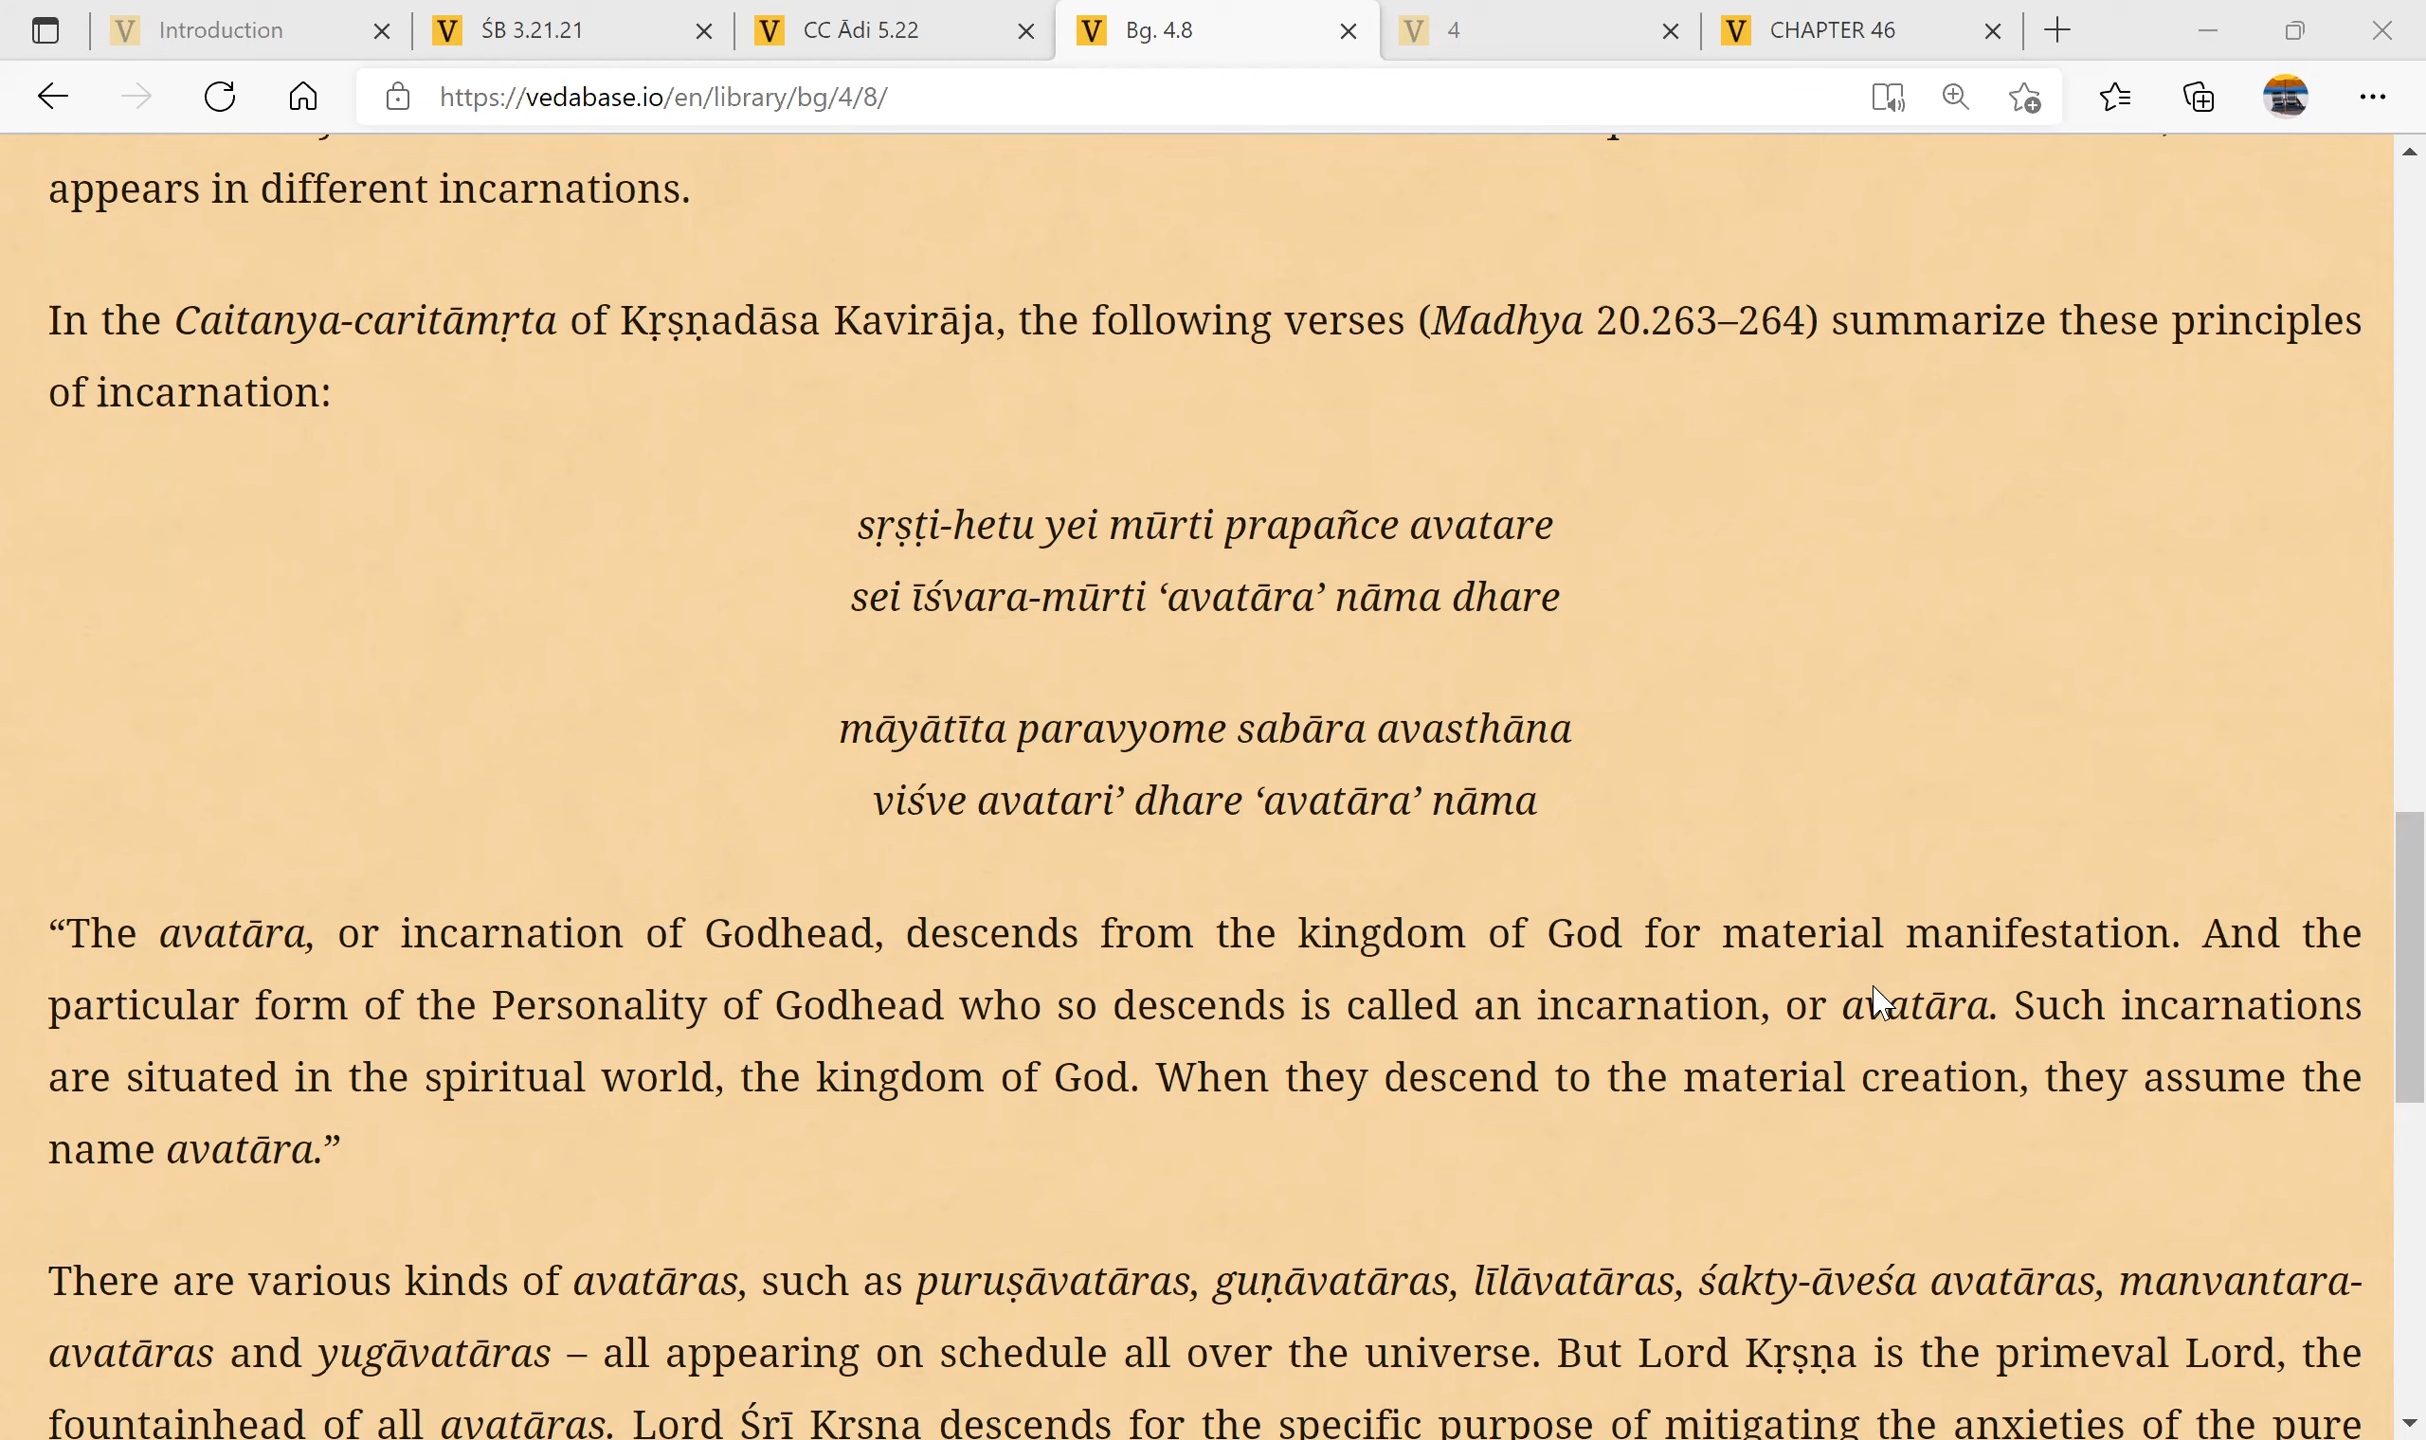 Introduction
ŚB 3.21.21
CC Ādi 5.22
Bg. 4.8
4
CHAPTER 46
https://vedabase.io/en/library/bg/4/8/
appears in different incarnations.
In the Caitanya-caritāmṛta of Kṛṣṇadāsa Kavirāja, the following verses (Madhya 20.263–264) summarize these principles
of incarnation:
sṛṣṭi-hetu yei mūrti prapañce avatare
sei īśvara-mūrti ‘avatāra’ nāma dhare
māyātīta paravyome sabāra avasthāna
viśve avatari’ dhare ‘avatāra’ nāma
“The avatāra, or incarnation of Godhead, descends from the kingdom of God for material manifestation. And the
particular form of the Personality of Godhead who so descends is called an incarnation, or avatāra. Such incarnations
are situated in the spiritual world, the kingdom of God. When they descend to the material creation, they assume the
name avatāra.”
There are various kinds of avatāras, such as puruṣāvatāras, guṇāvatāras, līlāvatāras, śakty-āveśa avatāras, manvantara-
avatāras and yugāvatāras – all appearing on schedule all over the universe. But Lord Kṛṣṇa is the primeval Lord, the
fountainhead of all avatāras. Lord Śrī Kṛṣṇa descends for the specific purpose of mitigating the anxieties of the pure